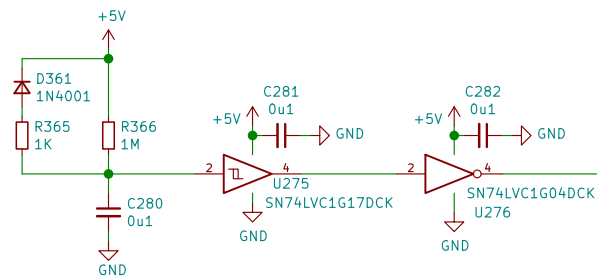 +5V
D361
1N4001
R365
1K
R366
1M
C280
0u1
GND
C281
0u1
+5V
GND
2
4
U275
SN74LVC1G17DCK
GND
C282
0u1
+5V
GND
2
4
SN74LVC1G04DCK
U276
GND